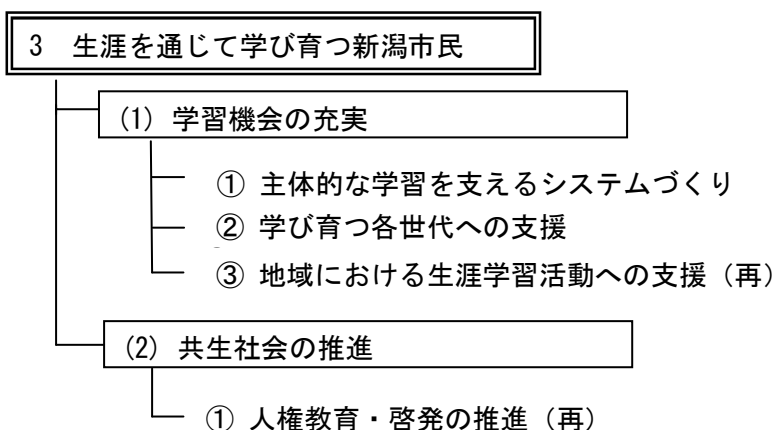 3 生涯を通じて学び育つ新潟市民
(1) 学習機会の充実
① 主体的な学習を支えるシステムづくり
② 学び育つ各世代への支援
③ 地域における生涯学習活動への支援（再）
(2) 共生社会の推進
① 人権教育・啓発の推進（再）